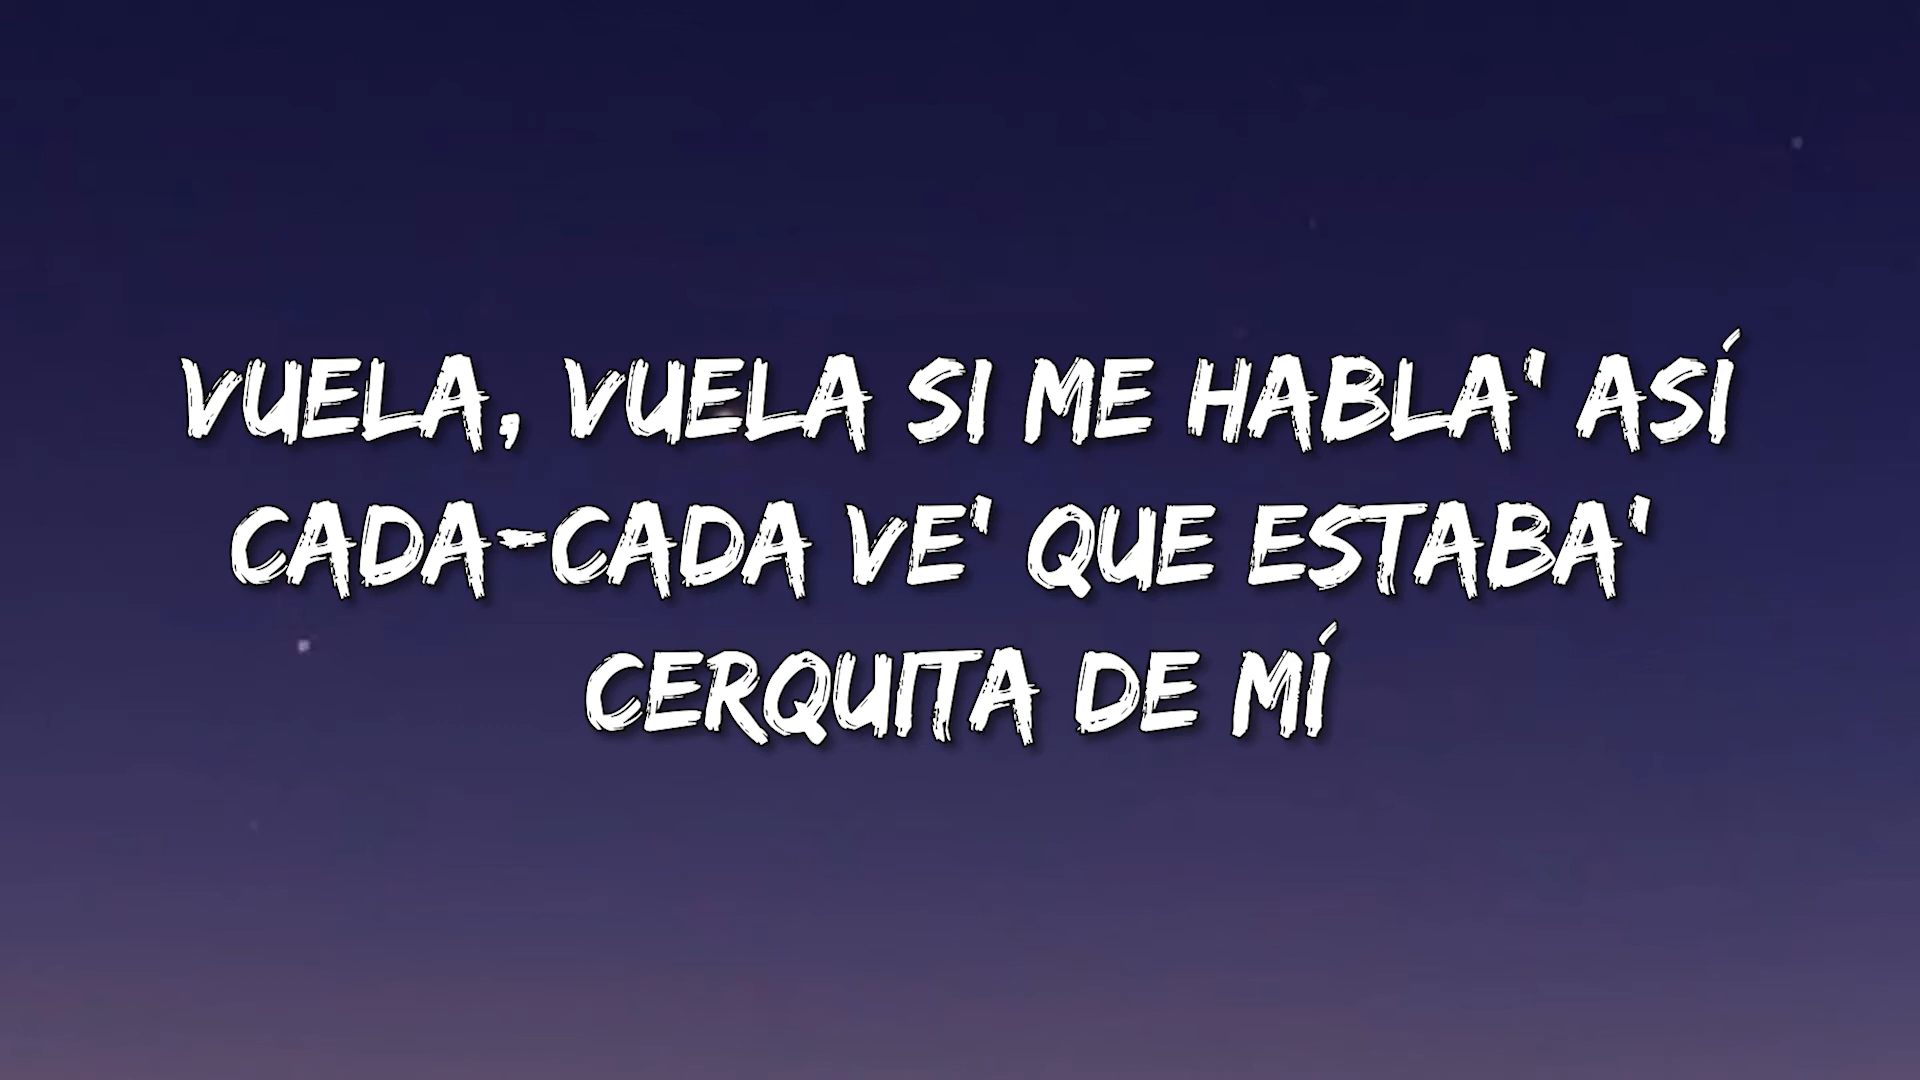 VUELA, VUELA SI ME HABLA' ASÍ
CADA-CADA VE' QUE ESTABA'
CERQUITA DE MÍ